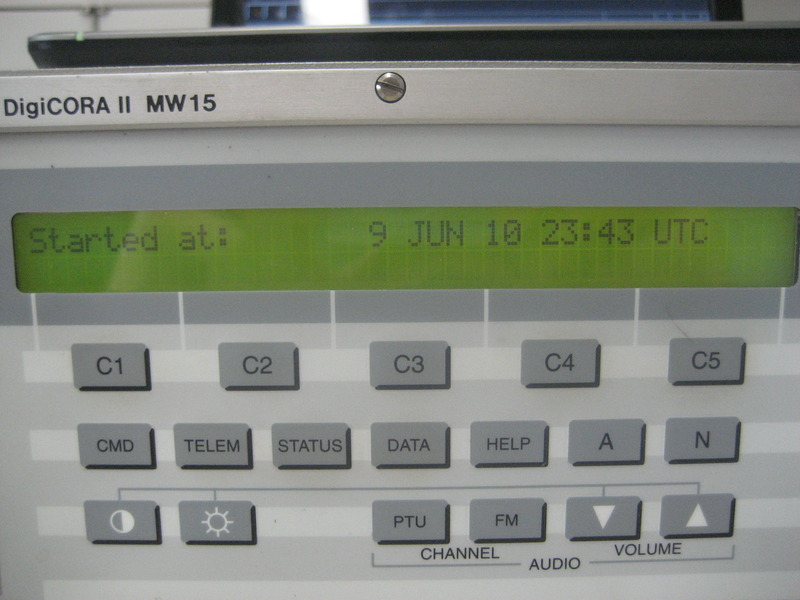 DigiCORA II MW15
Started at: 9 JUN 10 23:43 UTC
C1 C2 C3 C4 C5
CMD TELEM STATUS DATA HELP A N
PTU FM
CHANNEL VOLUME
AUDIO